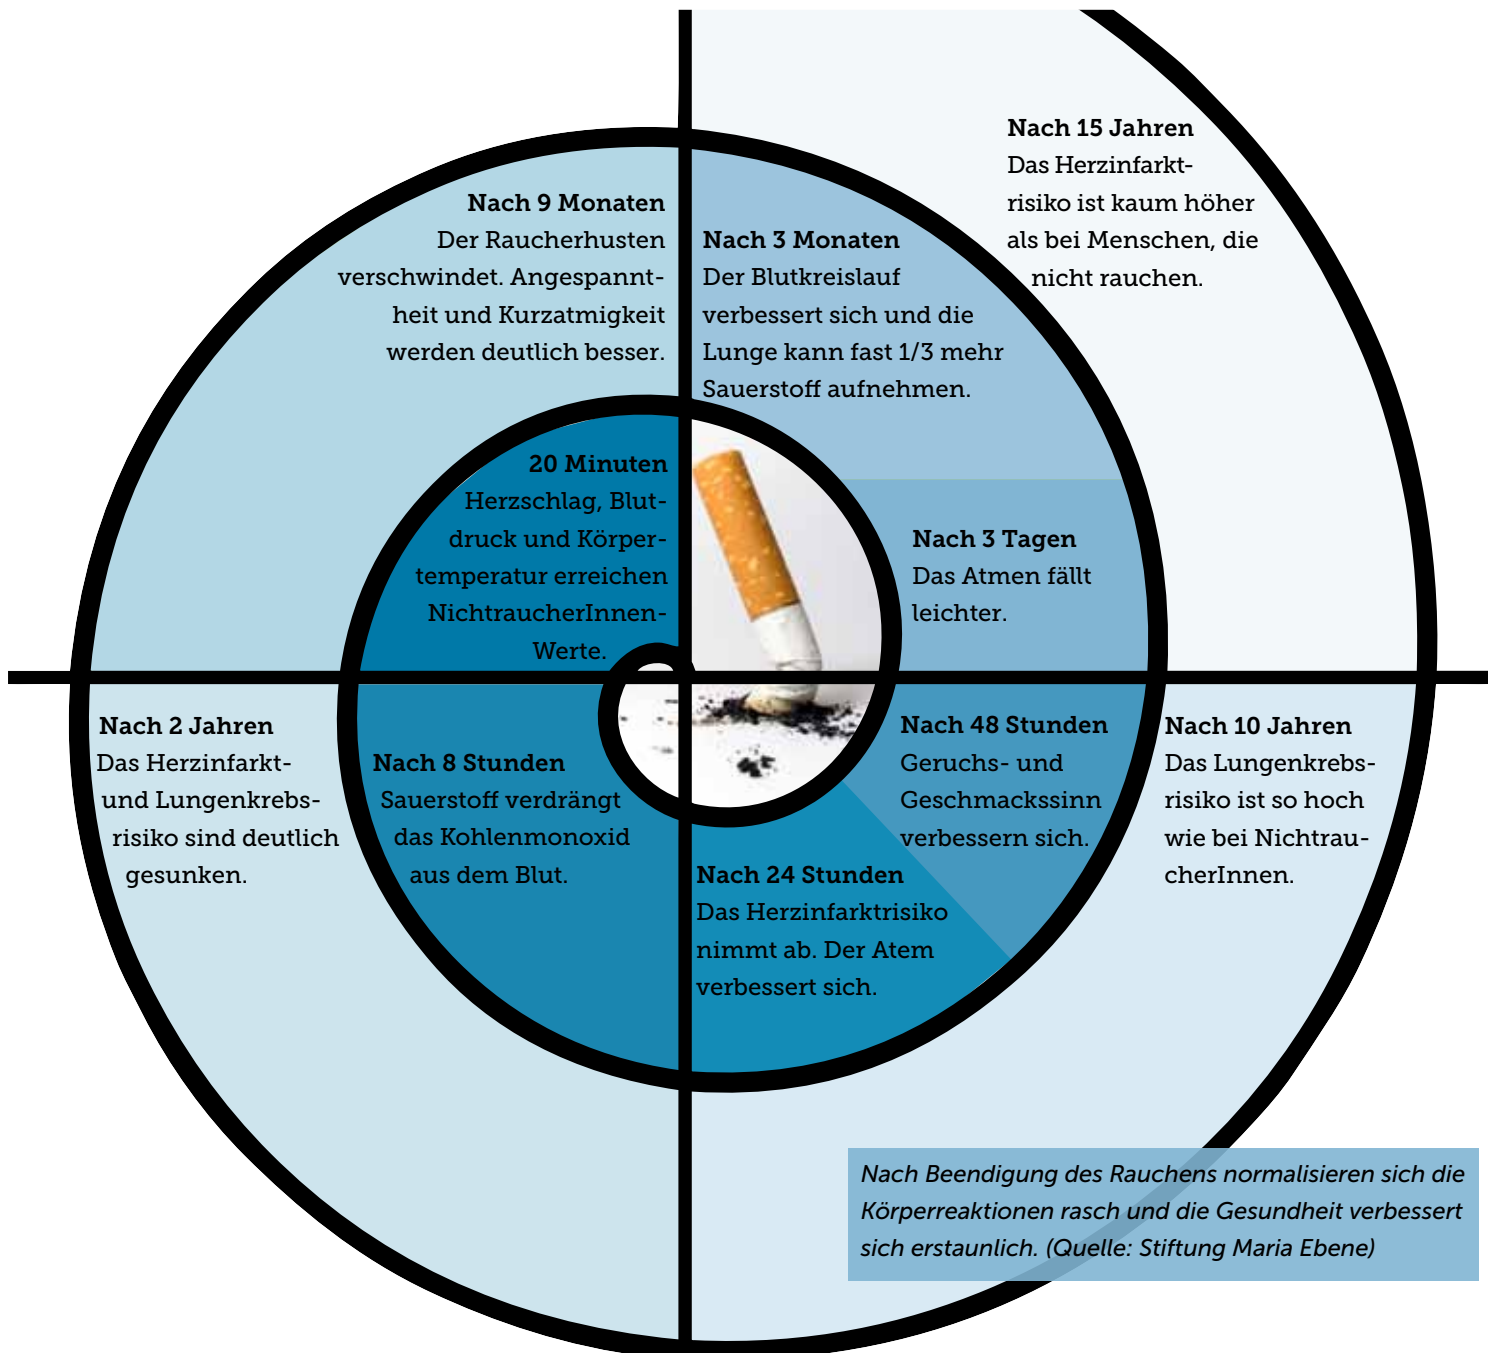 20 Minuten
Herzschlag, Blut-
druck und Körper-
temperatur erreichen
NichtraucherInnen-
Werte.
Nach 8 Stunden
Sauerstoff verdrängt
das Kohlenmonoxid
aus dem Blut.
Nach 24 Stunden
Das Herzinfarktrisiko
nimmt ab. Der Atem
verbessert sich.
Nach 48 Stunden
Geruchs- und
Geschmackssinn
verbessern sich.
Nach 3 Tagen
Das Atmen fällt
leichter.
Nach 3 Monaten
Der Blutkreislauf
verbessert sich und die
Lunge kann fast 1/3 mehr
Sauerstoff aufnehmen.
Nach 9 Monaten
Der Raucherhusten
verschwindet. Angespannt-
heit und Kurzatmigkeit
werden deutlich besser.
Nach 2 Jahren
Das Herzinfarkt-
und Lungenkrebs-
risiko sind deutlich
gesunken.
Nach 10 Jahren
Das Lungenkrebs-
risiko ist so hoch
wie bei Nichtrau-
cherInnen.
Nach 15 Jahren
Das Herzinfarkt-
risiko ist kaum höher
als bei Menschen, die
nicht rauchen.
Nach Beendigung des Rauchens normalisieren sich die
Körperreaktionen rasch und die Gesundheit verbessert
sich erstaunlich. (Quelle: Stiftung Maria Ebene)